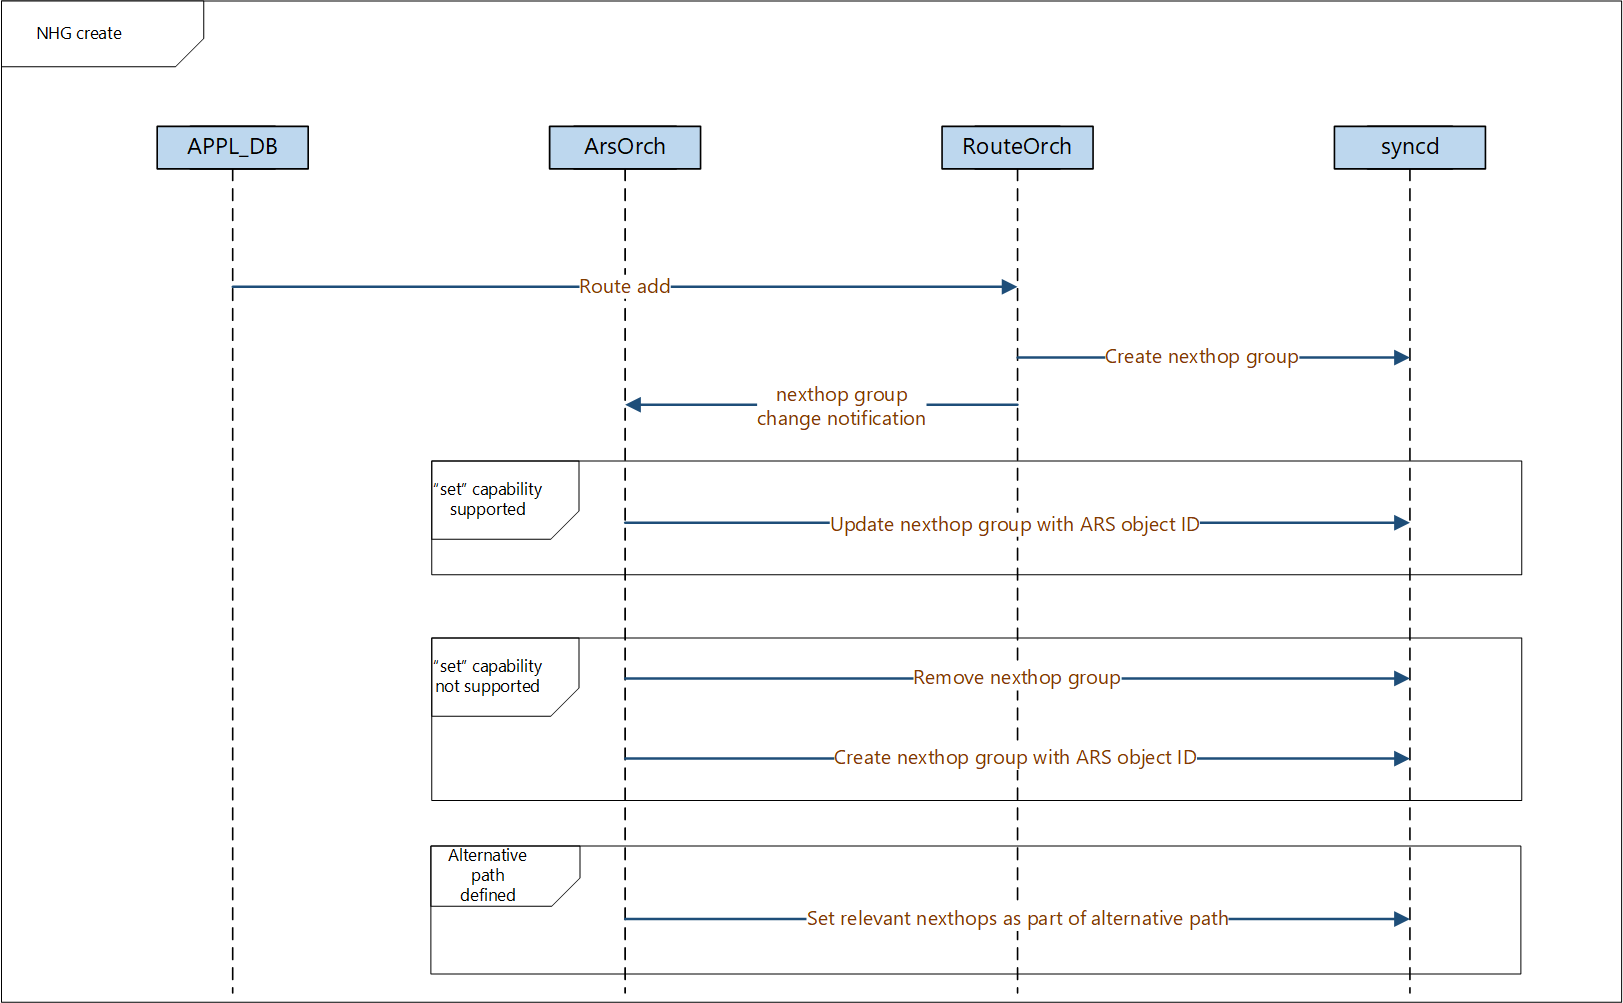 NHG create
APPL_DB
ArsOrch
RouteOrch
syncd
Route add
Create nexthop group
nexthop group
change notification
“set” capability
supported
Update nexthop group with ARS object ID
“set” capability
not supported
Remove nexthop group
Create nexthop group with ARS object ID
Alternative
path
defined
Set relevant nexthops as part of alternative path